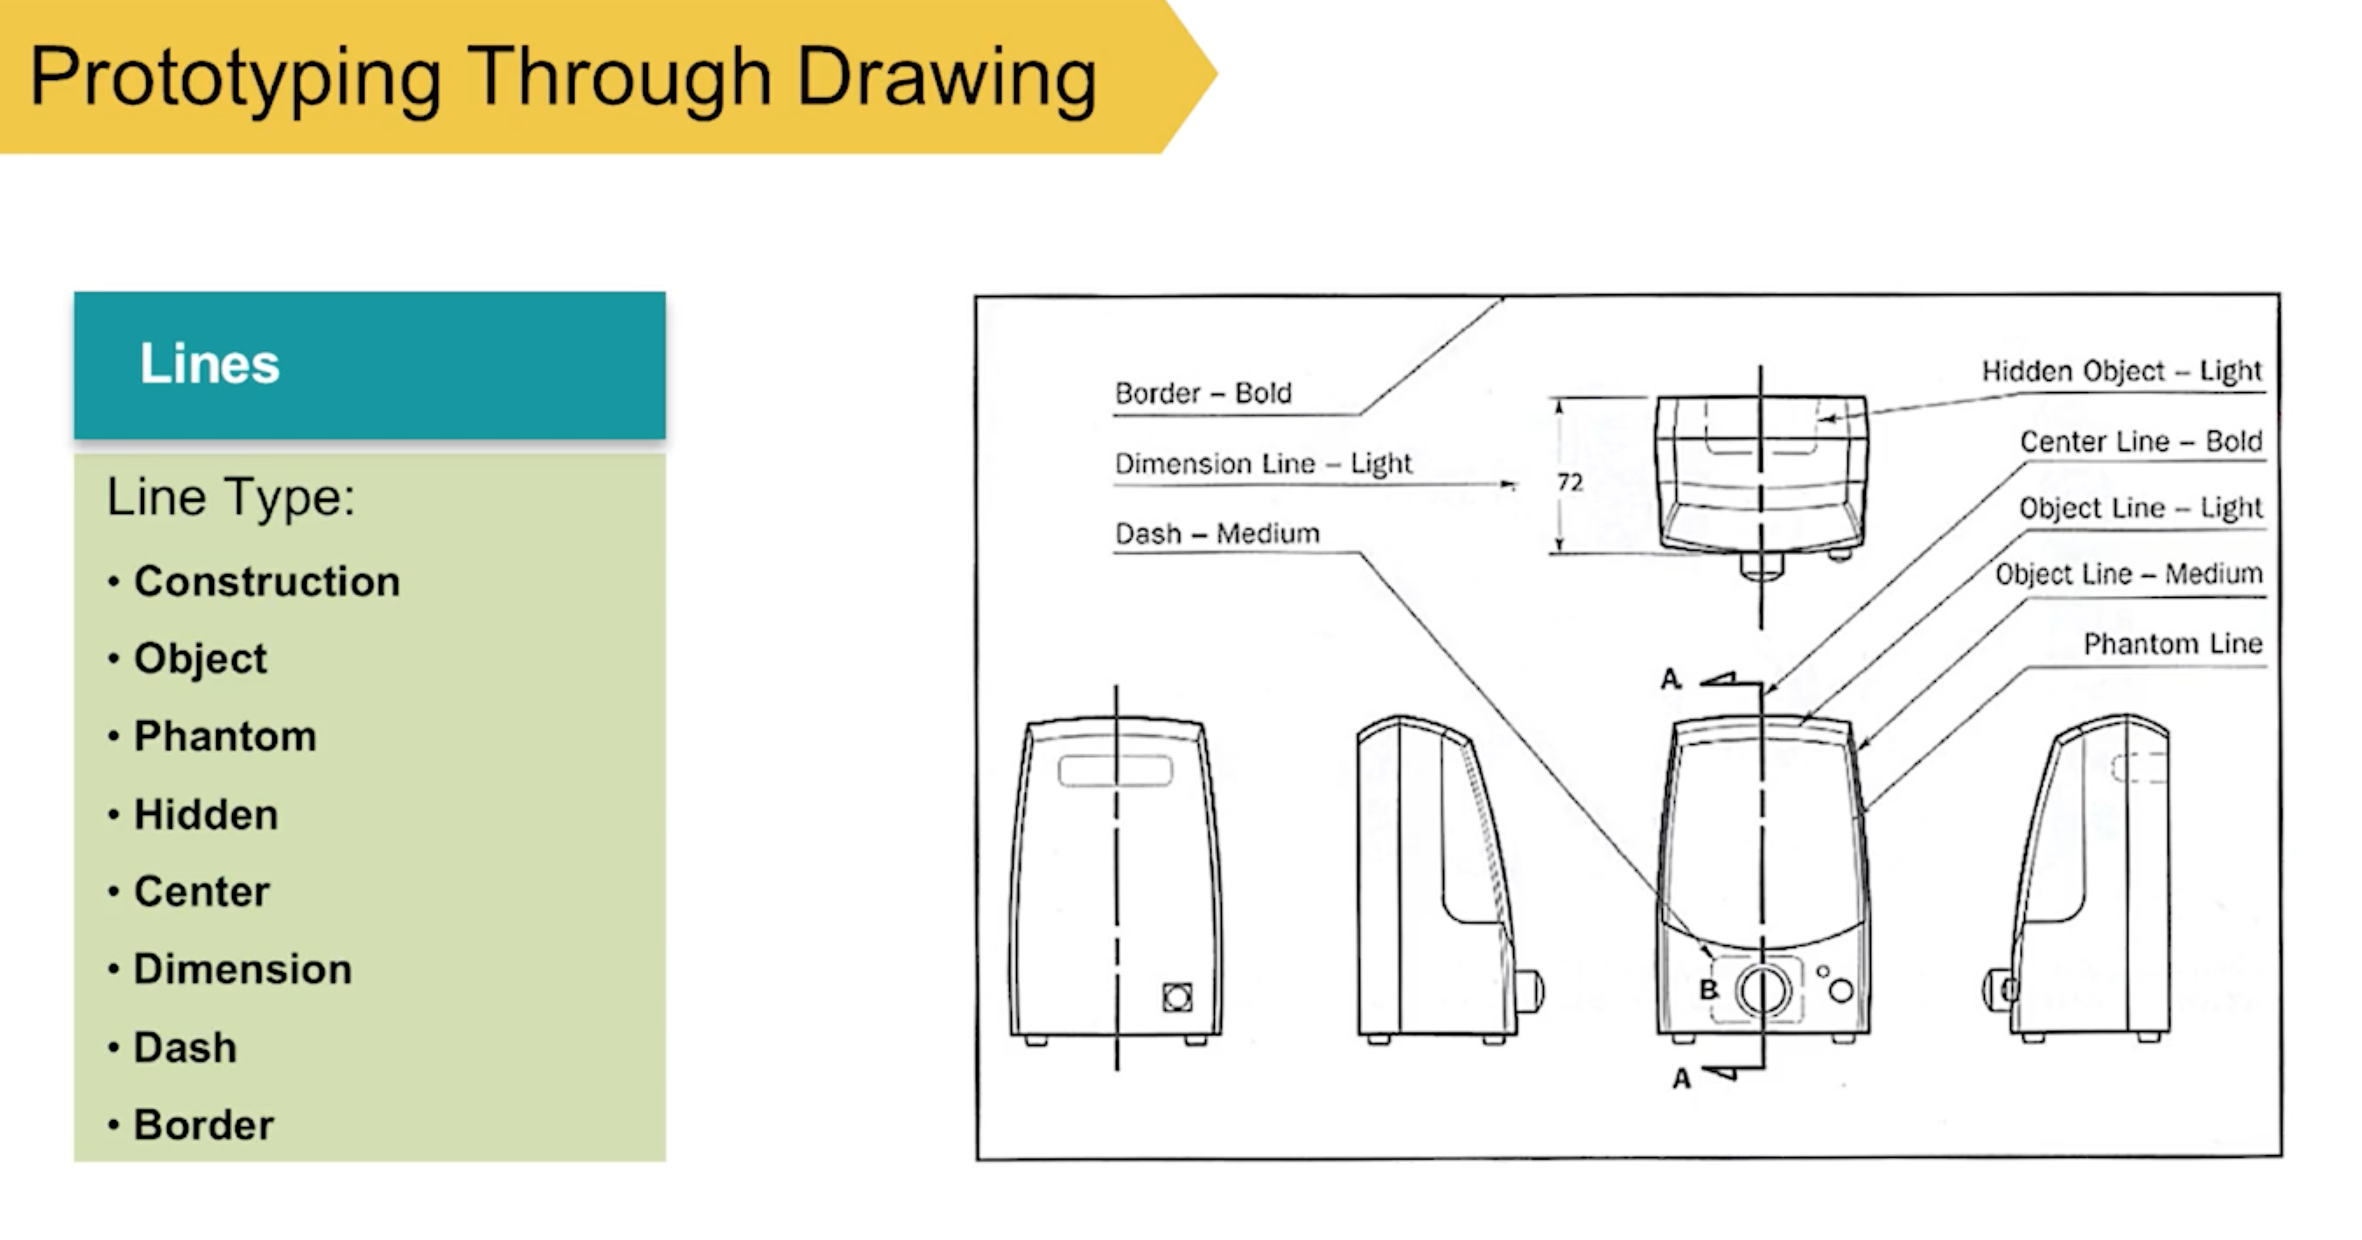 Prototyping Through Drawing
Lines
Line Type:
• Construction
• Object
• Phantom
• Hidden
• Center
• Dimension
• Dash
• Border
Border – Bold
Dimension Line – Light
Dash – Medium
72
Hidden Object – Light
Center Line – Bold
Object Line – Light
Object Line – Medium
Phantom Line
A
B
A